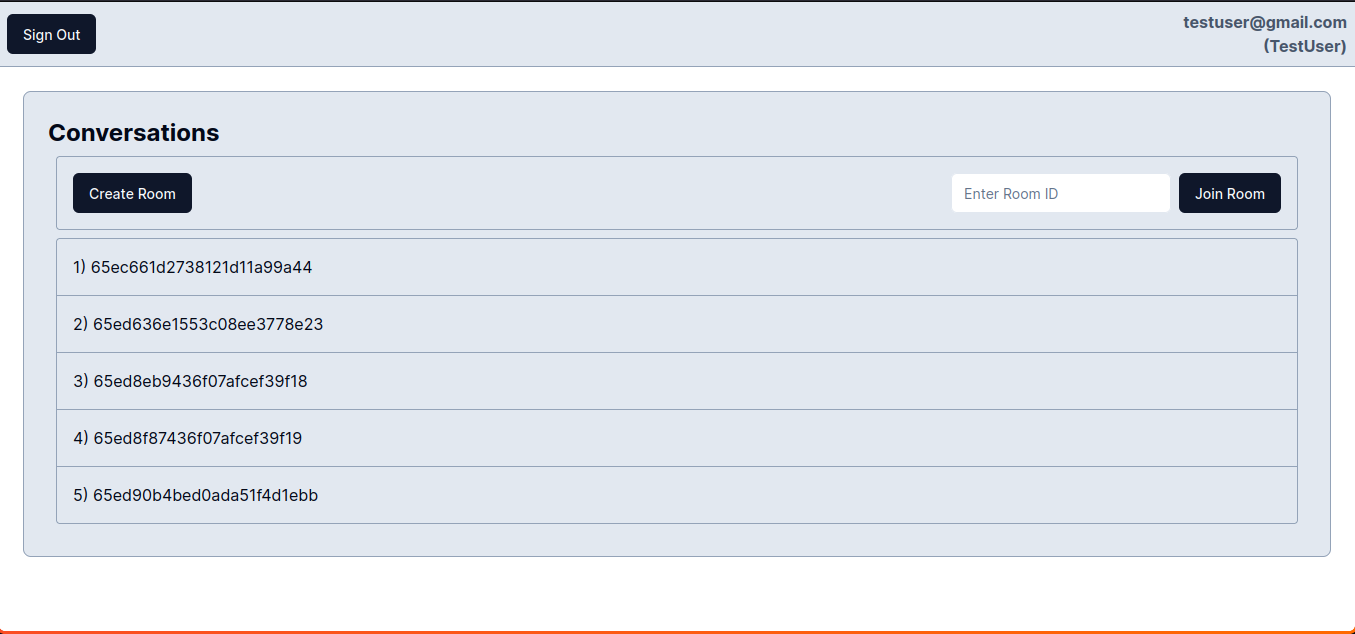 Sign Out
testuser@gmail.com
(TestUser)
Conversations
Create Room
Enter Room ID
Join Room
1) 65ec661d2738121d11a99a44
2) 65ed636e1553c08ee3778e23
3) 65ed8eb9436f07afcef39f18
4) 65ed8f87436f07afcef39f19
5) 65ed90b4bed0ada51f4d1ebb